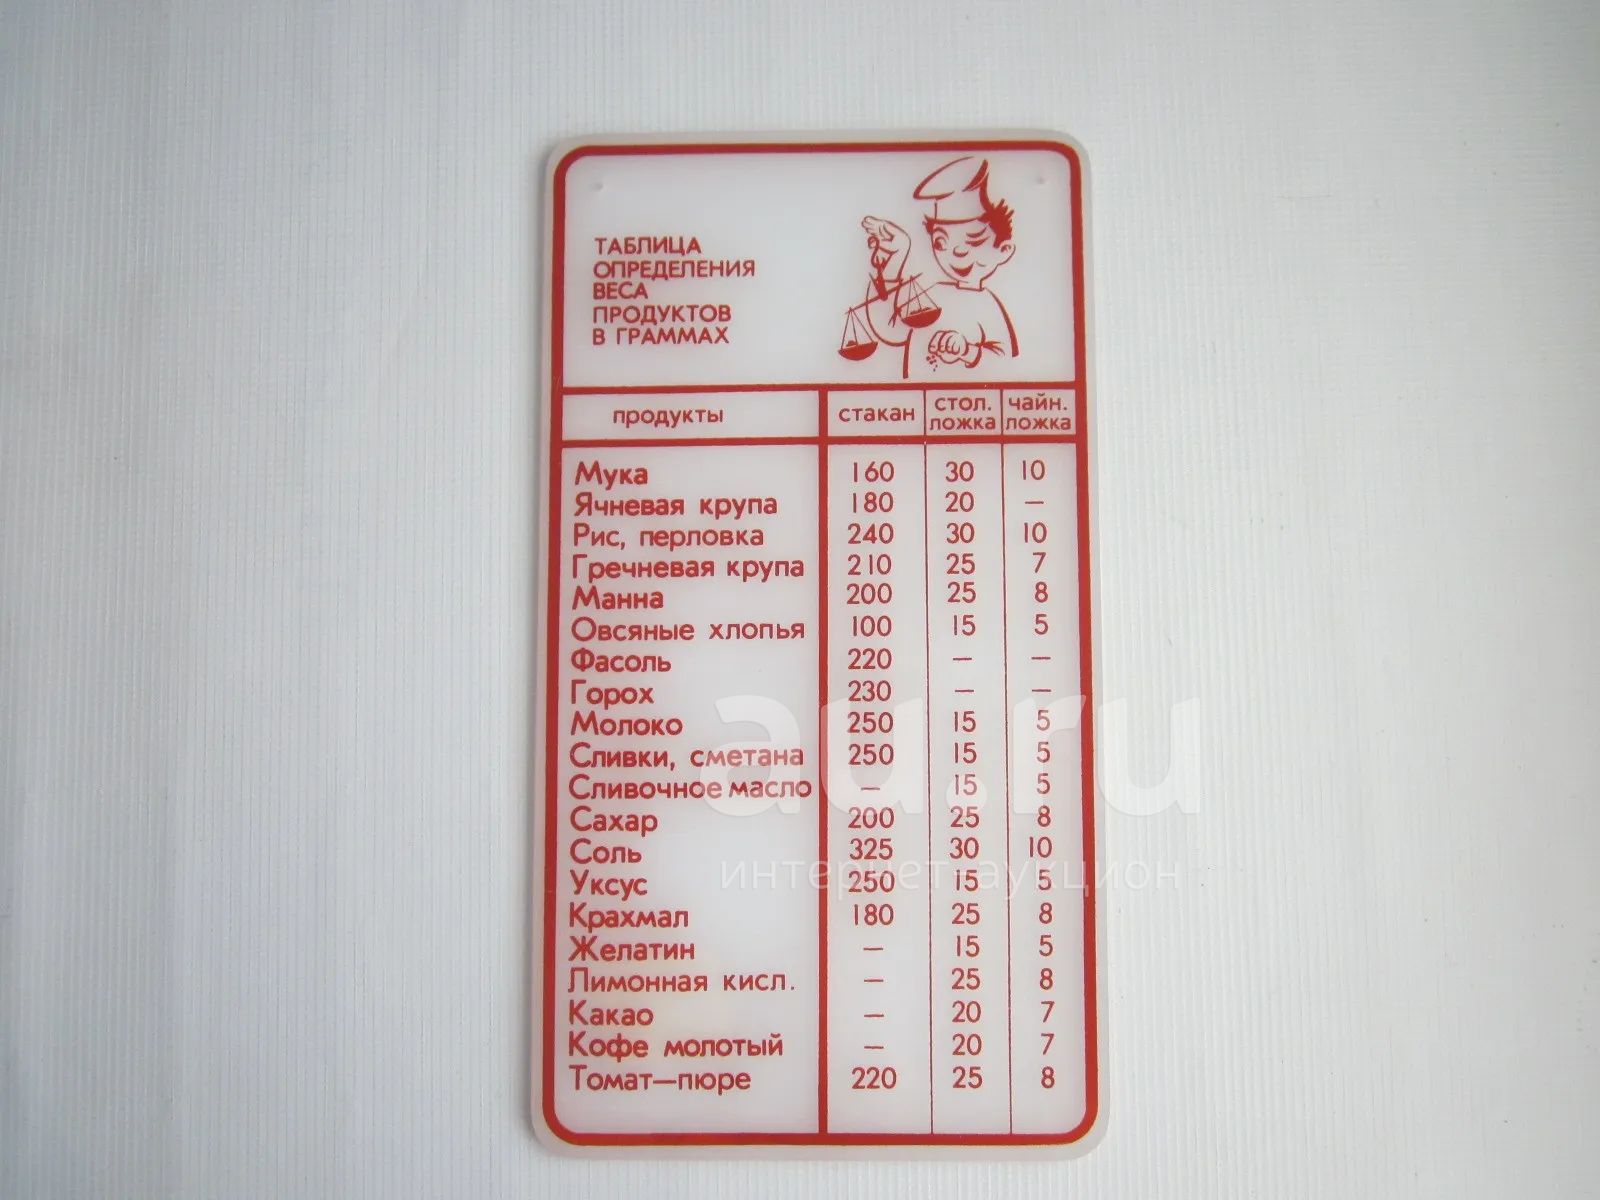 ТАБЛИЦА
ОПРЕДЕЛЕНИЯ
ВЕСА
ПРОДУКТОВ
В ГРАММАХ
продукты стакан стол. ложка чайн. ложка
Мука 160 30 10
Ячневая крупа 180 20 —
Рис, перловка 240 30 10
Гречневая крупа 210 25 7
Манна 200 25 8
Овсяные хлопья 100 15 5
Фасоль 220 — —
Горох 230 — —
Молоко 250 15 5
Сливки, сметана 250 15 5
Сливочное масло — 15 5
Сахар 200 25 8
Соль 325 30 10
Уксус 250 15 5
Крахмал 180 25 8
Желатин — 15 5
Лимонная кисл. — 25 8
Какао — 20 7
Кофе молотый — 20 7
Томат—пюре 220 25 8
au.ru
интернет-аукцион